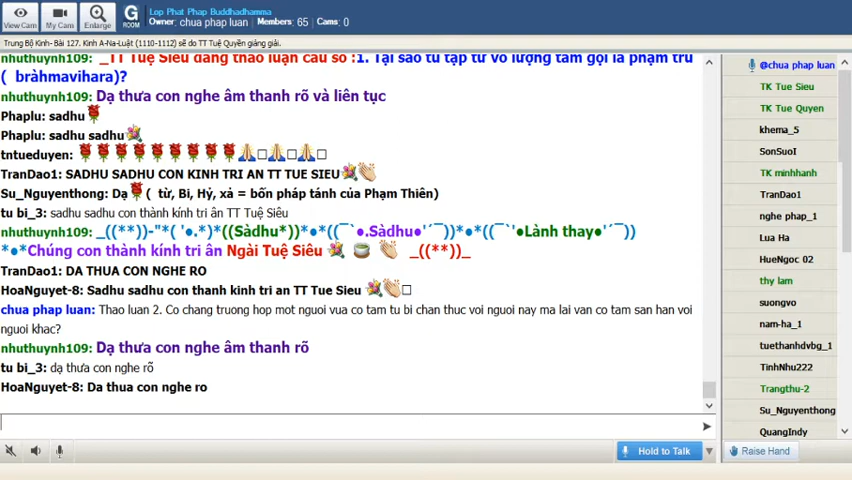 View Cam
My Cam
Enlarge
G
ROOM
Lop Phat Phap Buddhadhamma
Owner: chua phap luan Members: 65 Cams: 0
Trung Bộ Kinh- Bài 127. Kinh A-Na-Luật (1110-1112) sẽ do TT Tuệ Quyền giảng giải.
nhuthuynh109: _TT Tuệ Siêu đang thảo luận câu số :1. Tại sao tu tập từ vô lượng tâm gọi là phạm trú
( bràhmavihara)?
nhuthuynh109: Dạ thưa con nghe âm thanh rõ và liên tục
Phaplu: sadhu
Phaplu: sadhu sadhu
tntueduyen:
TranDao1: SADHU SADHU CON KINH TRI AN TT TUE SIEU
Su_Nguyenthong: Dạ ( từ, Bi, Hỷ, xả = bốn pháp tánh của Phạm Thiên)
tu bi_3: sadhu sadhu con thành kính tri ân TT Tuệ Siêu
nhuthuynh109: _((**))-"*( '●.*)*((Sàdhu*))*●*((¯`●.Sàdhu●'´¯))*●*((¯`'●Lành thay●'´¯))
*●*Chúng con thành kính tri ân Ngài Tuệ Siêu _((**))_
TranDao1: DA THUA CON NGHE RO
HoaNguyet-8: Sadhu sadhu con thanh kinh tri an TT Tue Sieu
chua phap luan: Thao luan 2. Co chang truong hop mot nguoi vua co tam tu bi chan thuc voi nguoi nay ma lai van co tam san han voi
nguoi khac?
nhuthuynh109: Dạ thưa con nghe âm thanh rõ
tu bi_3: dạ thưa con nghe rõ
HoaNguyet-8: Da thua con nghe ro
Hold to Talk
@chua phap luan
TK Tue Sieu
TK Tue Quyen
khema_5
SonSuoI
TK minhhanh
TranDao1
nghe phap_1
Lua Ha
HueNgoc 02
thy lam
suongvo
nam-ha_1
tuethanhdvbg_1
TinhNhu222
Trangthu-2
Su_Nguyenthong
QuangIndy
Raise Hand